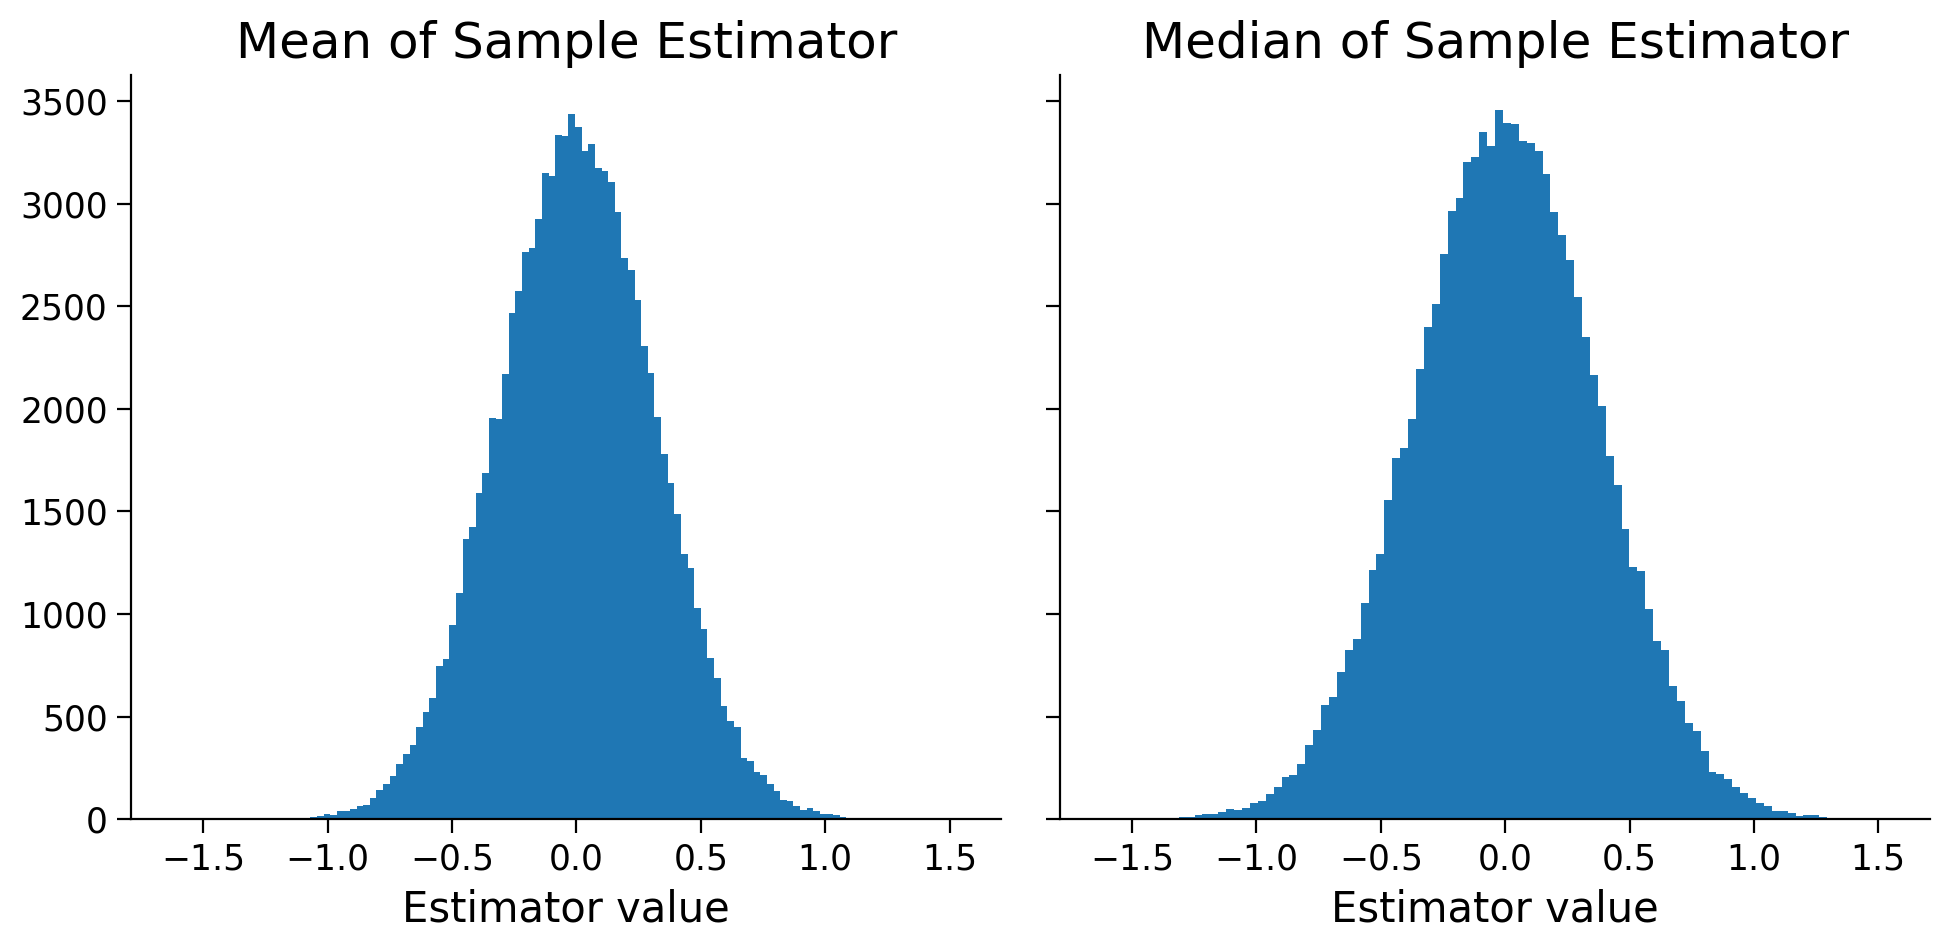 Mean of Sample Estimator
3500
3000
2500
2000
1500
1000
500
0
−1.5 −1.0 −0.5 0.0 0.5 1.0 1.5
Estimator value
Median of Sample Estimator
−1.5 −1.0 −0.5 0.0 0.5 1.0 1.5
Estimator value